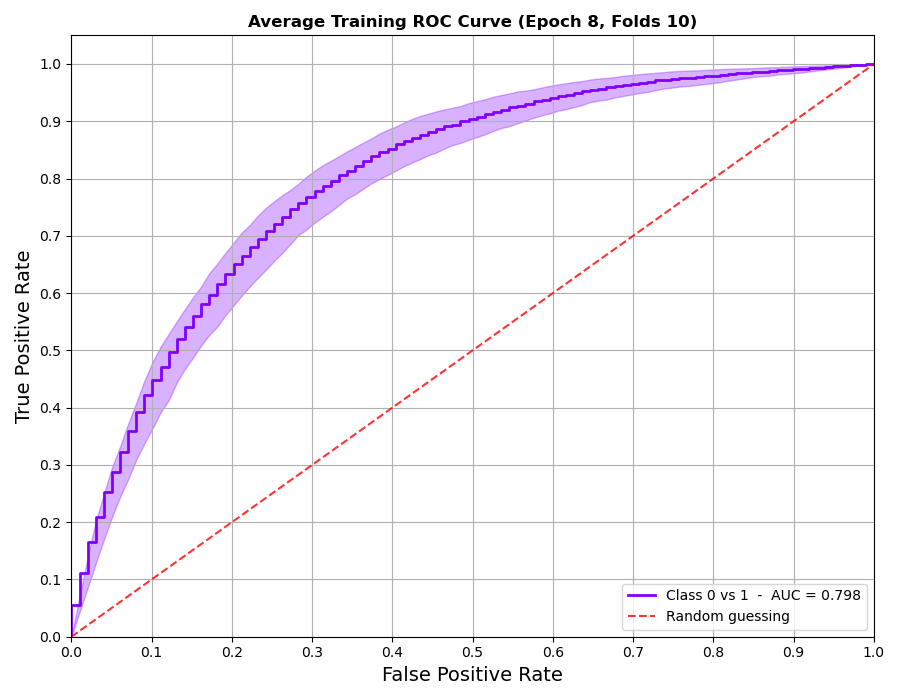 Average Training ROC Curve (Epoch 8, Folds 10)
True Positive Rate
1.0
0.9
0.8
0.7
0.6
0.5
0.4
0.3
0.2
0.1
0.0
Class 0 vs 1 - AUC = 0.798
Random guessing
0.0 0.1 0.2 0.3 0.4 0.5 0.6 0.7 0.8 0.9 1.0
False Positive Rate